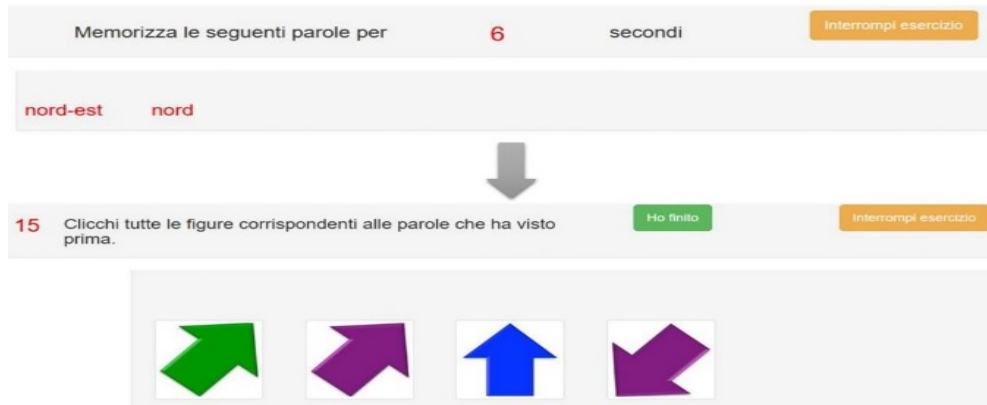 Memorizza le seguenti parole per 6 secondi Interrompi esercizio
nord-est nord
15 Clicchi tutte le figure corrispondenti alle parole che ha visto prima. Ho finito Interrompi esercizio